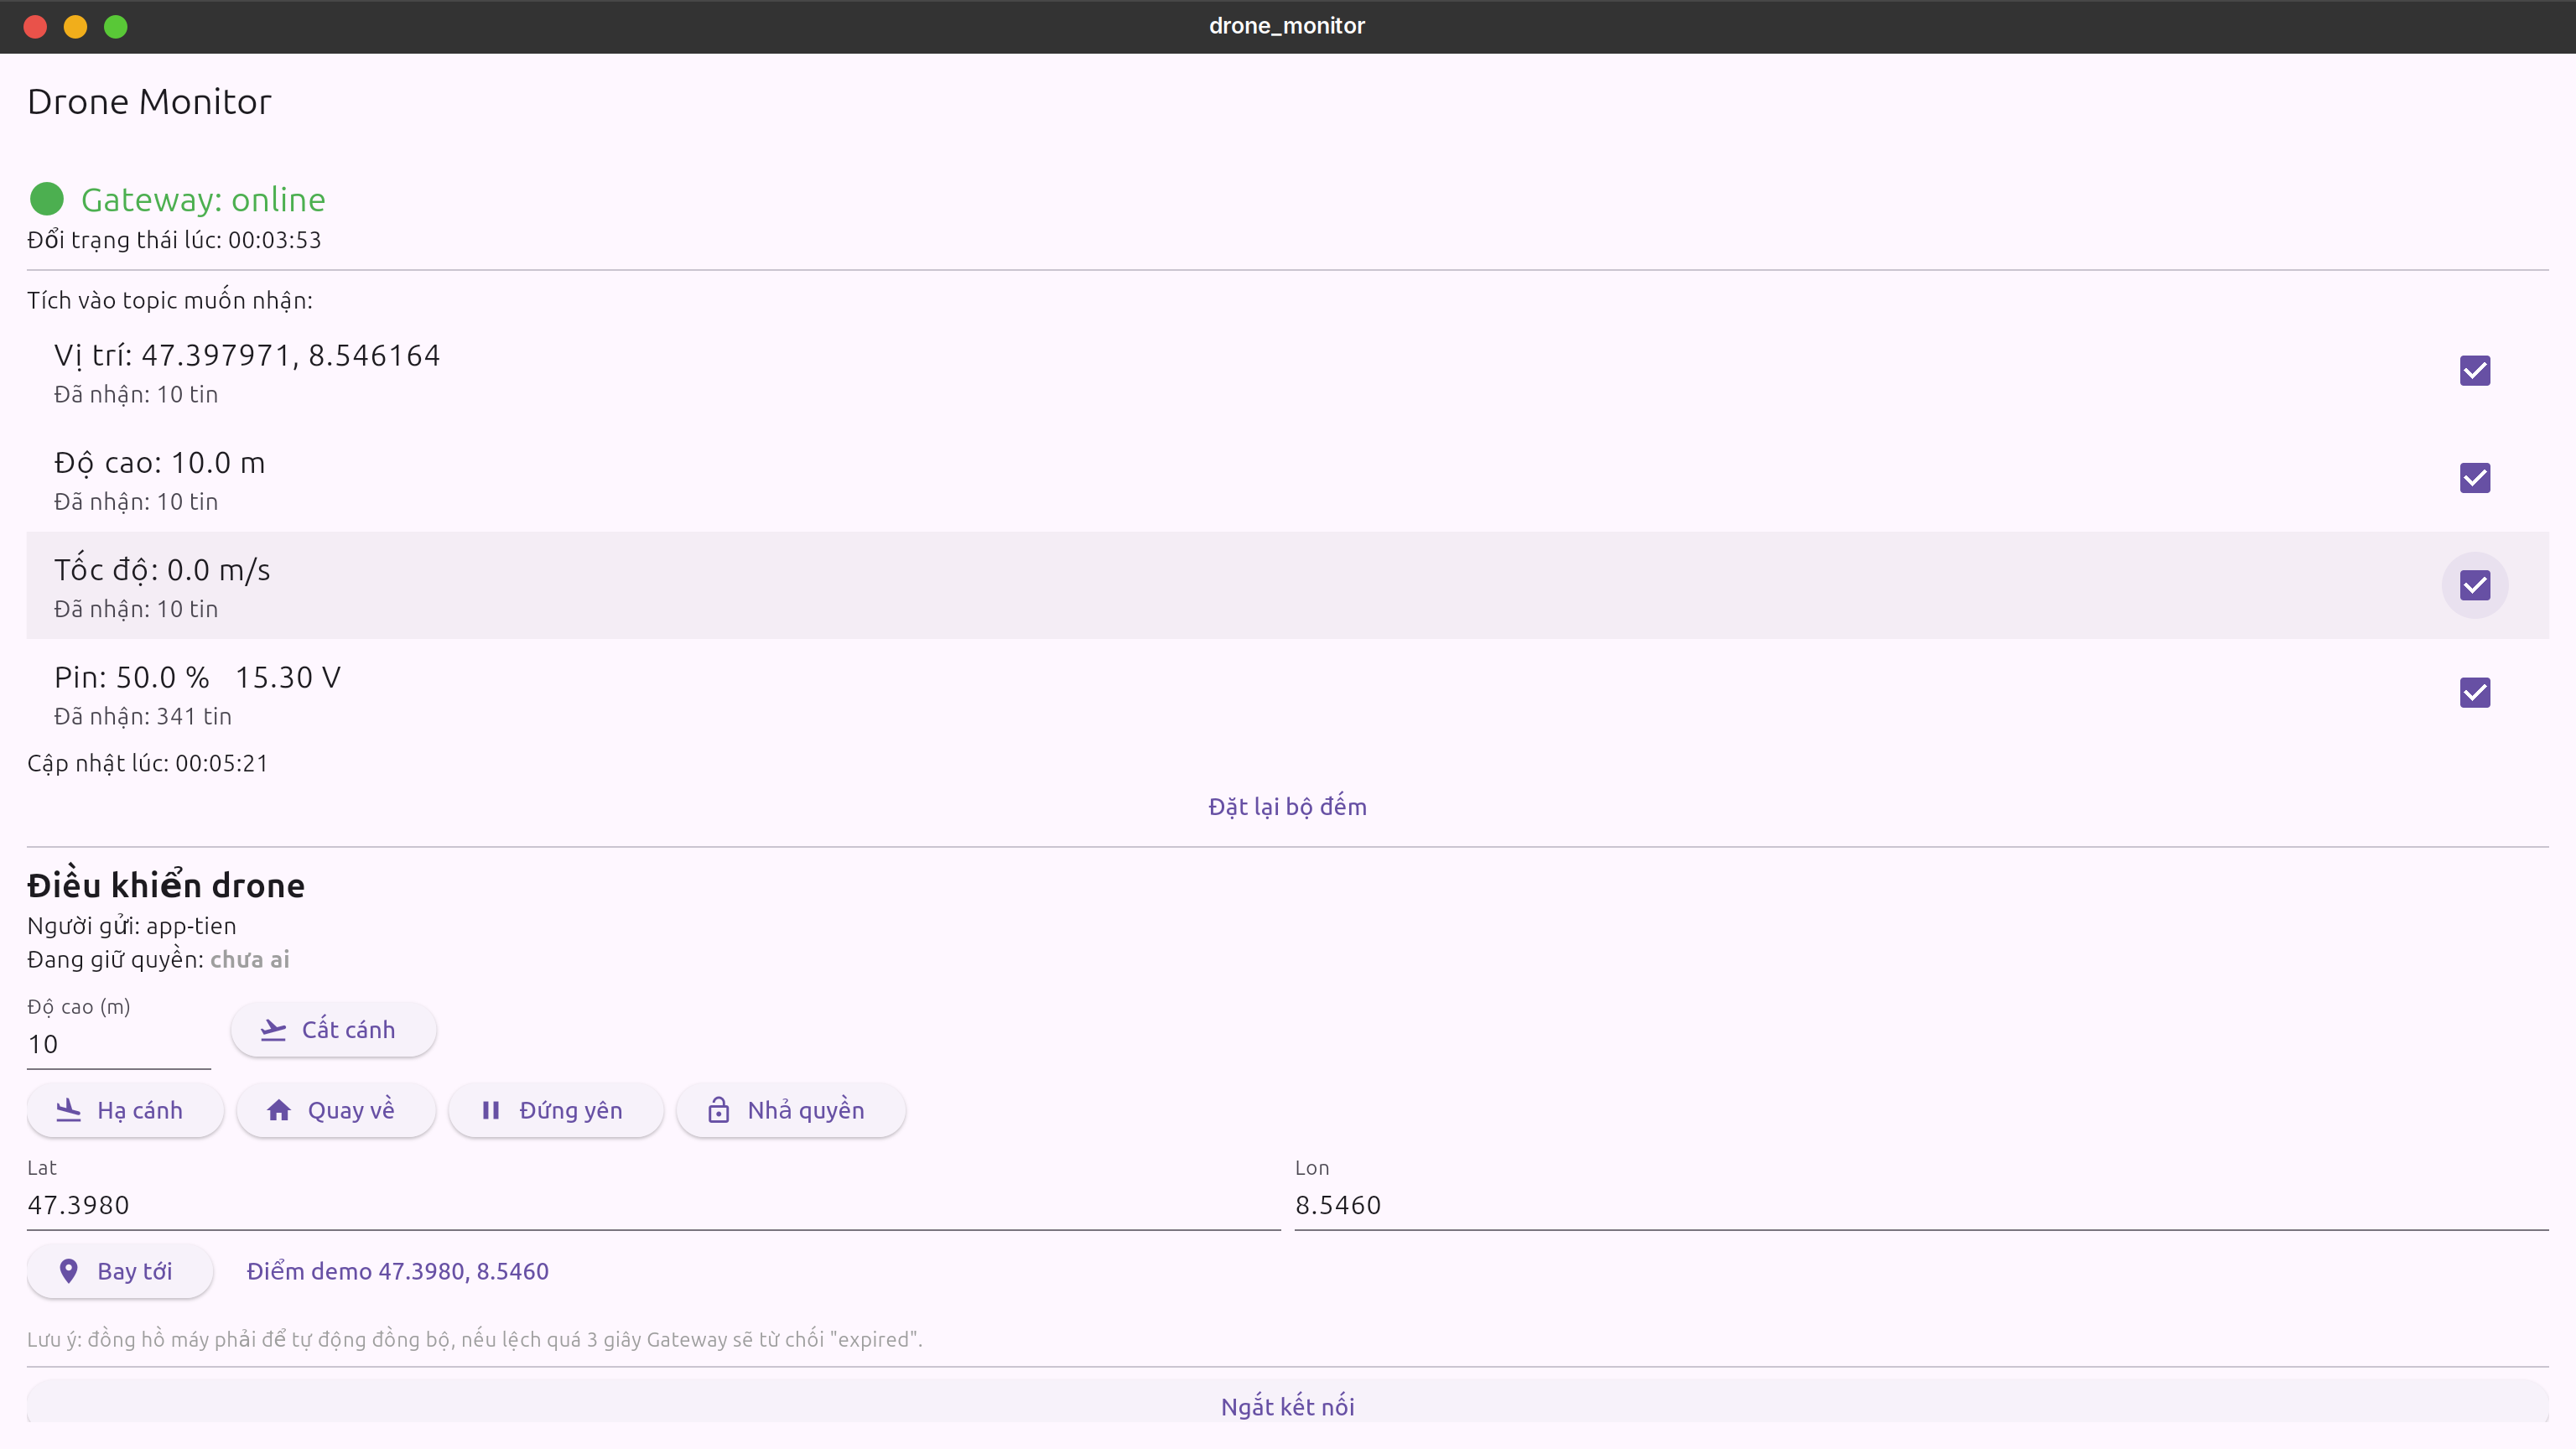 drone_monitor
Drone Monitor
Gateway: online
Đổi trạng thái lúc: 00:03:53
Tích vào topic muốn nhận:
Vị trí: 47.397971, 8.546164
Đã nhận: 10 tin
Độ cao: 10.0 m
Đã nhận: 10 tin
Tốc độ: 0.0 m/s
Đã nhận: 10 tin
Pin: 50.0 %   15.30 V
Đã nhận: 341 tin
Cập nhật lúc: 00:05:21
Đặt lại bộ đếm
Điều khiển drone
Người gửi: app-tien
Đang giữ quyền: chưa ai
Độ cao (m)
10
Cất cánh
Hạ cánh
Quay về
Đứng yên
Nhả quyền
Lat
47.3980
Lon
8.5460
Bay tới
Điểm demo 47.3980, 8.5460
Lưu ý: đồng hồ máy phải để tự động đồng bộ, nếu lệch quá 3 giây Gateway sẽ từ chối "expired".
Ngắt kết nối